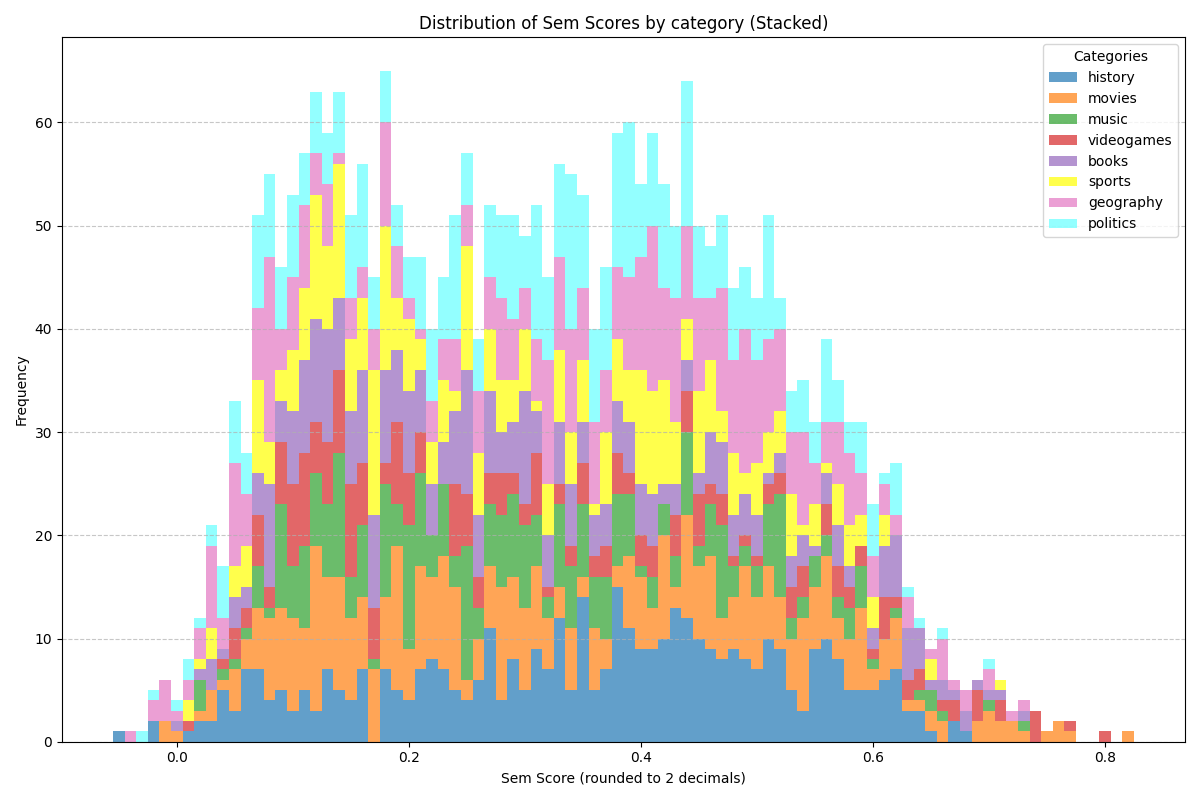 Distribution of Sem Scores by category (Stacked)
Categories
history
movies
music
videogames
books
sports
geography
politics
Frequency
60
50
40
30
20
10
0
0.0 0.2 0.4 0.6 0.8
Sem Score (rounded to 2 decimals)